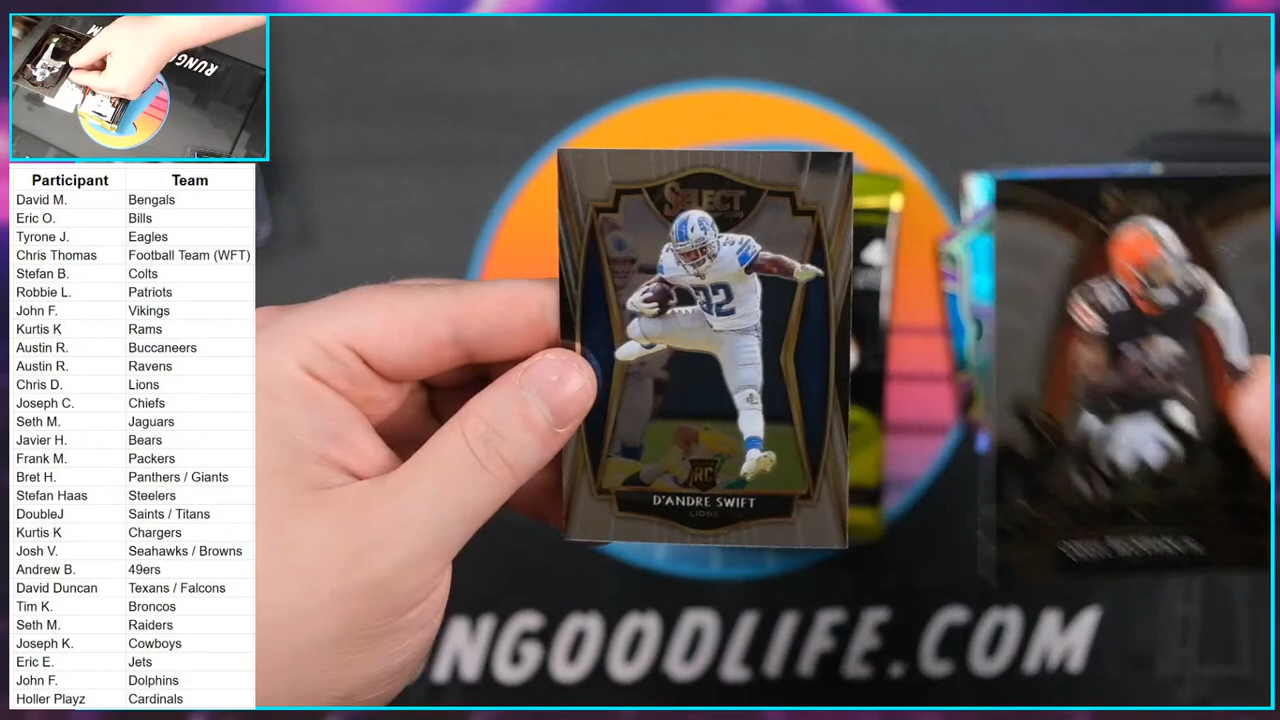 RUNGOOD
Participant Team
David M. Bengals
Eric O. Bills
Tyrone J. Eagles
Chris Thomas Football Team (WFT)
Stefan B. Colts
Robbie L. Patriots
John F. Vikings
Kurtis K Rams
Austin R. Buccaneers
Austin R. Ravens
Chris D. Lions
Joseph C. Chiefs
Seth M. Jaguars
Javier H. Bears
Frank M. Packers
Bret H. Panthers / Giants
Stefan Haas Steelers
DoubleJ Saints / Titans
Kurtis K Chargers
Josh V. Seahawks / Browns
Andrew B. 49ers
David Duncan Texans / Falcons
Tim K. Broncos
Seth M. Raiders
Joseph K. Cowboys
Eric E. Jets
John F. Dolphins
Holler Playz Cardinals
SELECT
32
RC
D'ANDRE SWIFT
LIONS
NGOODLIFE.COM